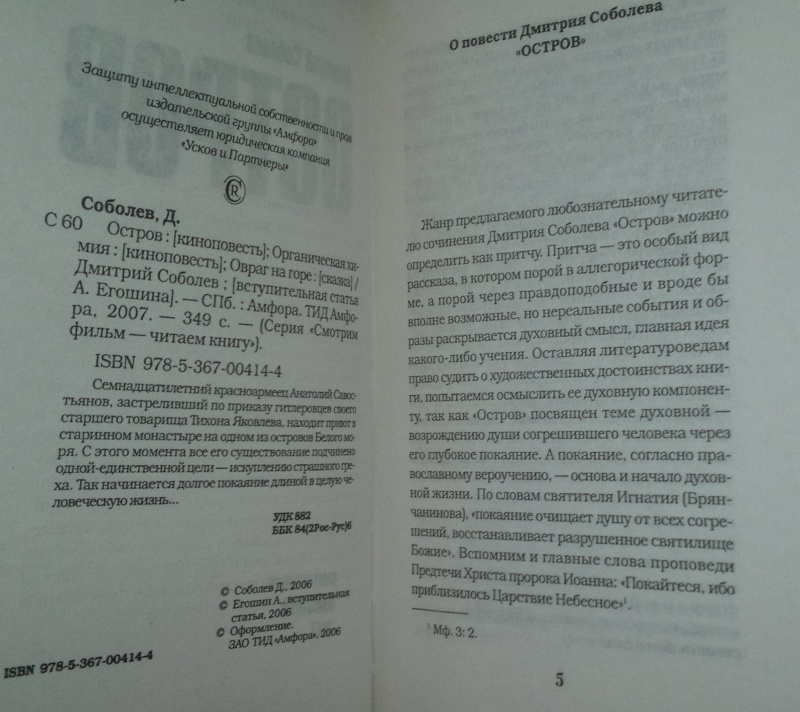 Защиту интеллектуальной собственности и прав
издательской группы «Амфора»
осуществляет юридическая компания
«Усков и Партнеры»
Соболев, Д.
С 60 Остров : [киноповесть]; Органическая хи-
мия : [киноповесть]; Овраг на горе : [сказка] /
Дмитрий Соболев ; [вступительная статья
А. Егошина]. — СПб. : Амфора. ТИД Амфо-
ра, 2007. — 349 с. — (Серия «Смотрим
фильм — читаем книгу»).
ISBN 978-5-367-00414-4
Семнадцатилетний красноармеец Анатолий Савос-
тьянов, застреливший по приказу гитлеровцев своего
старшего товарища Тихона Яковлева, находит приют в
старинном монастыре на одном из островов Белого мо-
ря. С этого момента все его существование подчинено
одной-единственной цели — искуплению страшного гре-
ха. Так начинается долгое покаяние длиной в целую че-
ловеческую жизнь...
УДК 882
ББК 84(2Рос-Рус)6
© Соболев Д., 2006
© Егошин А., вступительная
статья, 2006
© Оформление.
ЗАО ТИД «Амфора», 2006
ISBN 978-5-367-00414-4
О повести Дмитрия Соболева
«ОСТРОВ»
Жанр предлагаемого любознательному читате-
лю сочинения Дмитрия Соболева «Остров» можно
определить как притчу. Притча — это особый вид
рассказа, в котором порой в аллегорической фор-
ме, а порой через правдоподобные и вроде бы
вполне возможные, но нереальные события и об-
разы раскрывается духовный смысл, главная идея
какого-либо учения. Оставляя литературоведам
право судить о художественных достоинствах кни-
ги, попытаемся осмыслить ее духовную компонен-
ту, так как «Остров» посвящен теме духовной —
возрождению души согрешившего человека через
его глубокое покаяние. А покаяние, согласно пра-
вославному вероучению, — основа и начало духов-
ной жизни. По словам святителя Игнатия (Брян-
чанинова), «покаяние очищает душу от всех согре-
шений, восстанавливает разрушенное святилище
Божие». Вспомним и главные слова проповеди
Предтечи Христа пророка Иоанна: «Покайтеся, ибо
приблизилось Царствие Небесное»¹.
¹ Мф. 3: 2.
5